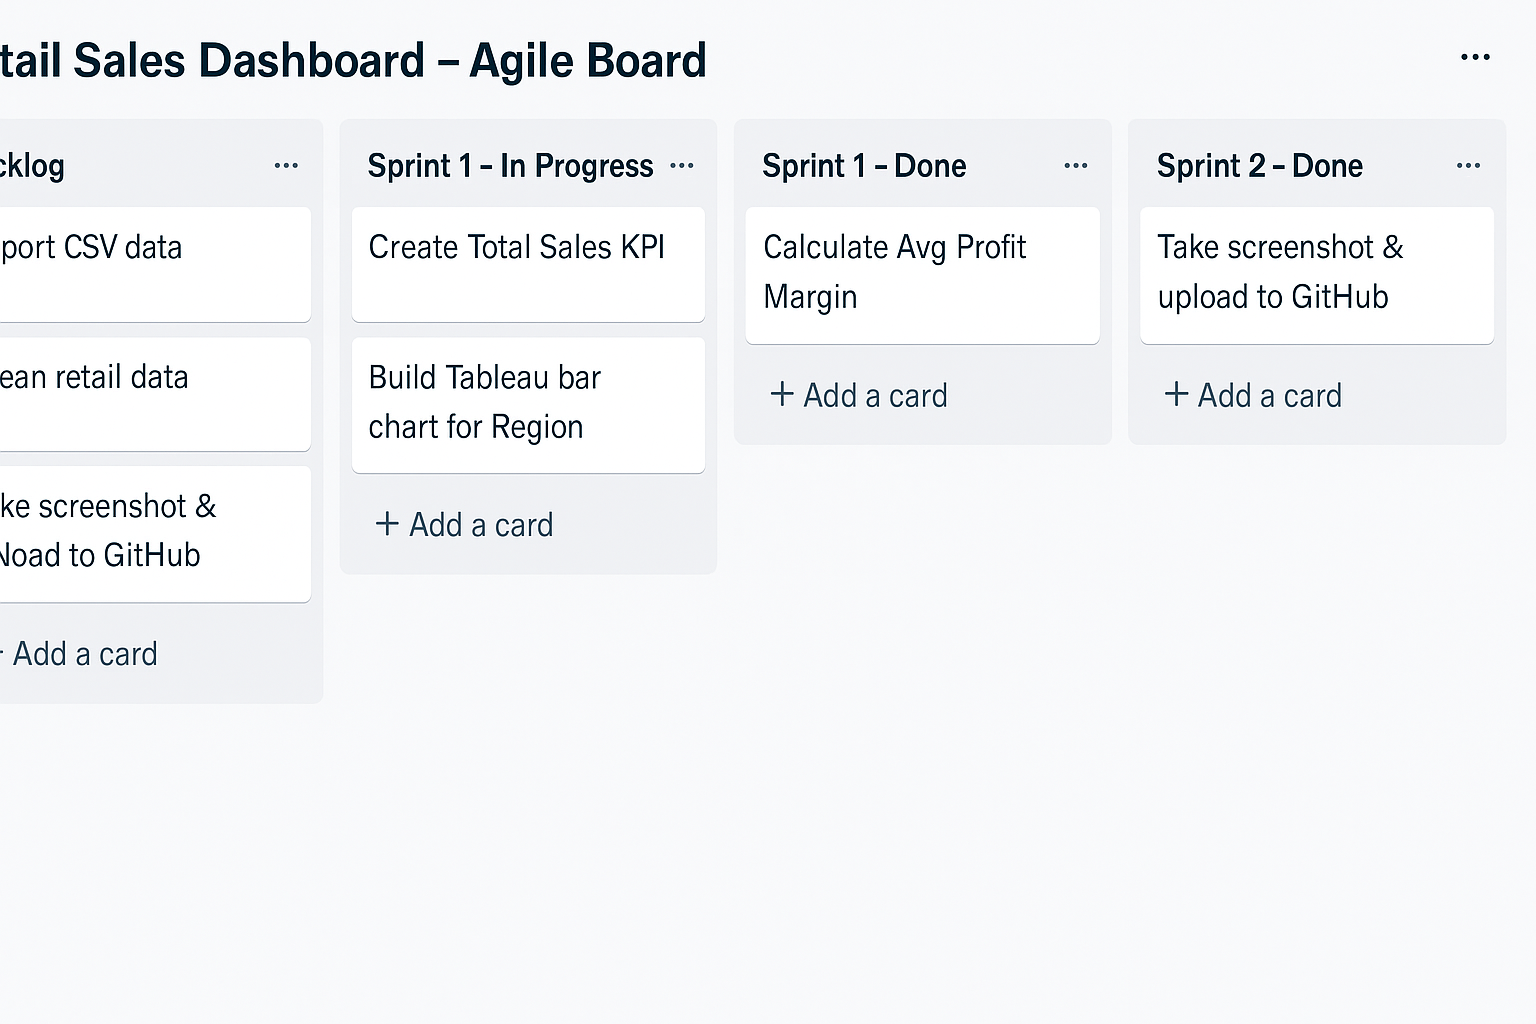 tail Sales Dashboard – Agile Board
cklog
port CSV data
ean retail data
ke screenshot &
Noad to GitHub
+ Add a card
Sprint 1 – In Progress
Create Total Sales KPI
Build Tableau bar
chart for Region
+ Add a card
Sprint 1 – Done
Calculate Avg Profit
Margin
+ Add a card
Sprint 2 – Done
Take screenshot &
upload to GitHub
+ Add a card